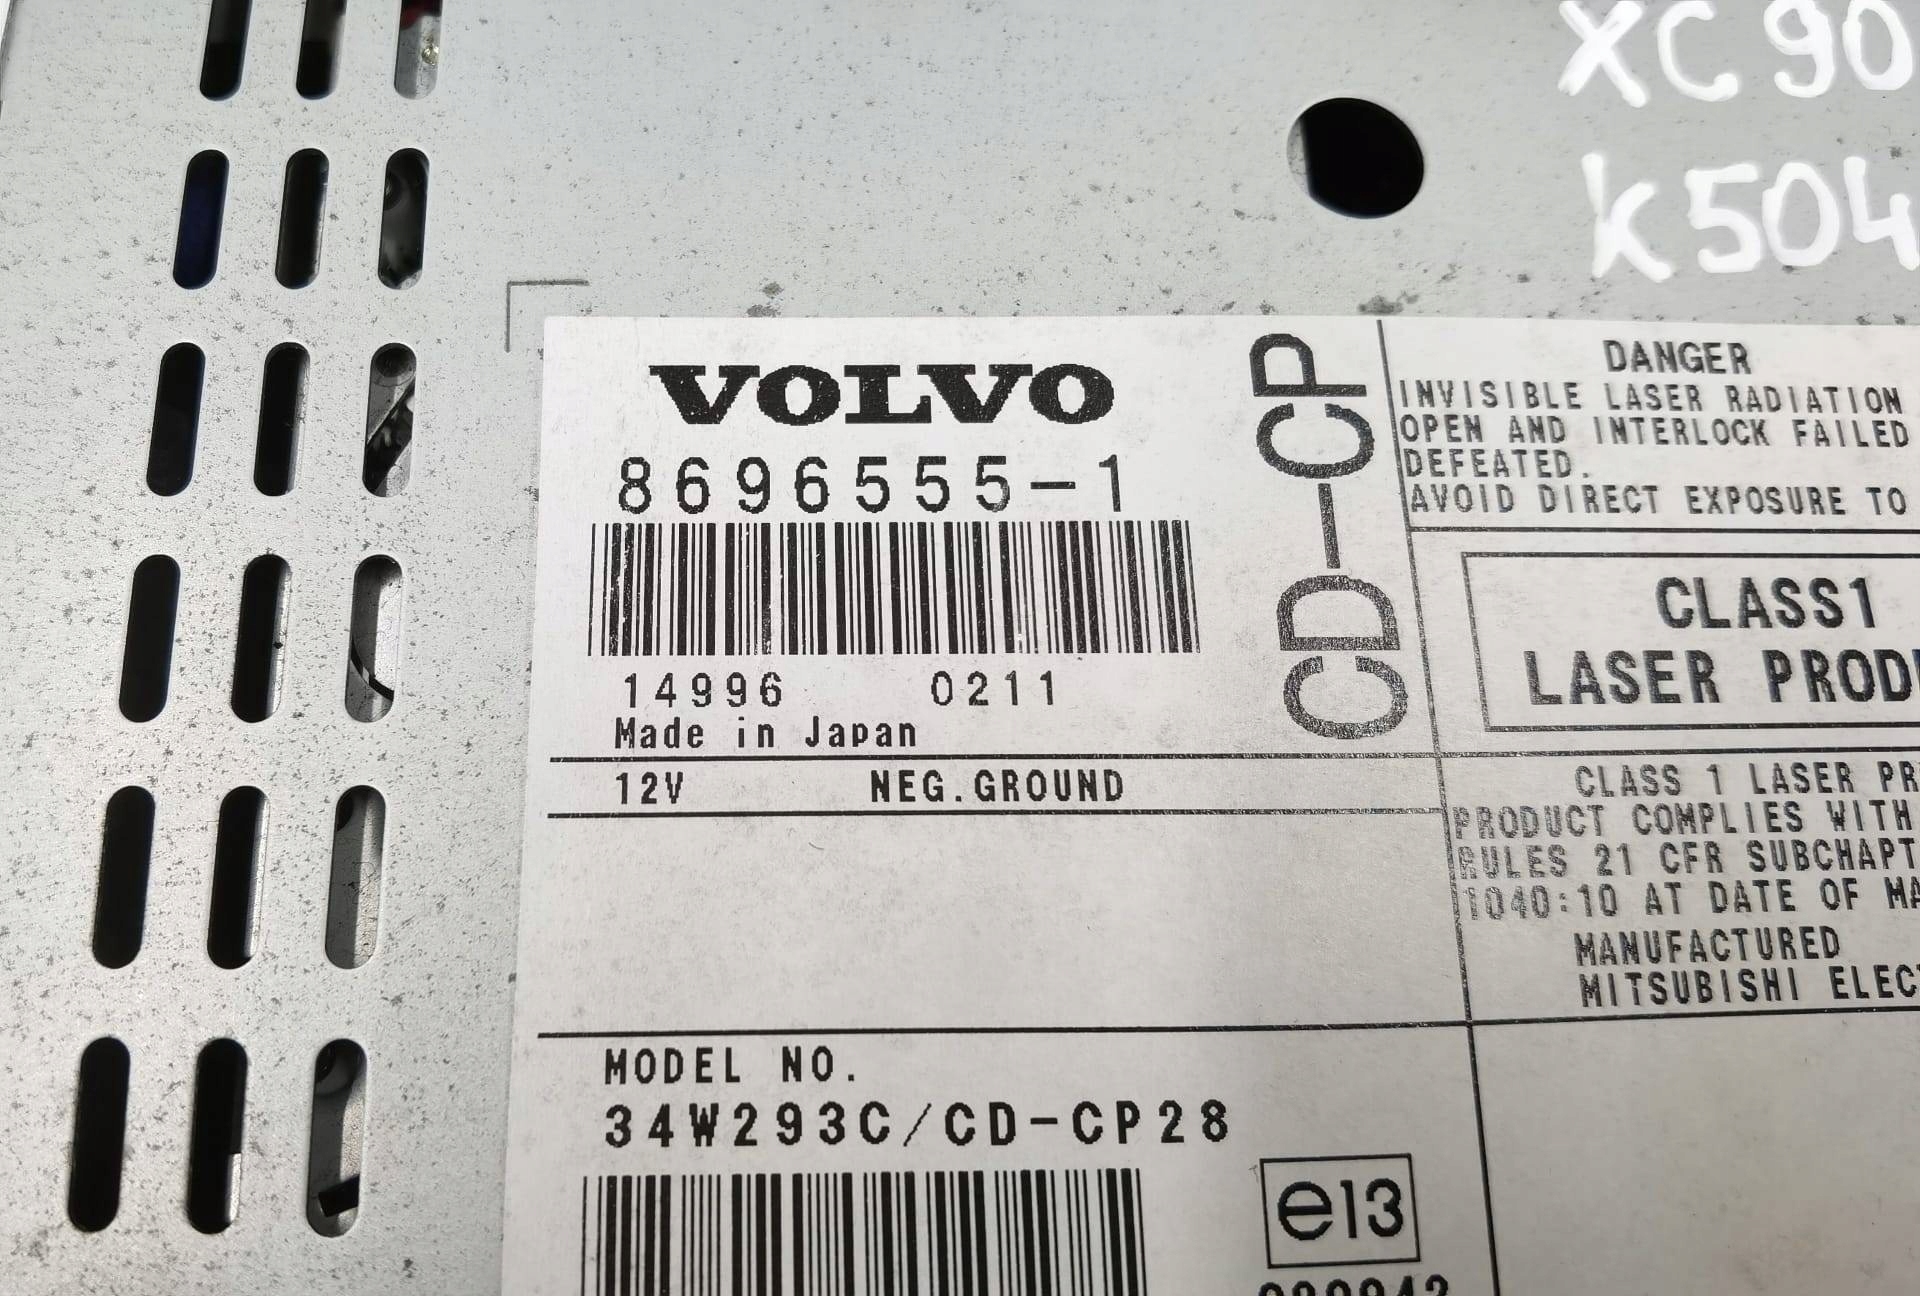 XC90
K504
VOLVO
8696555-1
14996 0211
Made in Japan
12V NEG.GROUND
CD-CP
DANGER
INVISIBLE LASER RADIATION
OPEN AND INTERLOCK FAILED
DEFEATED.
AVOID DIRECT EXPOSURE TO
CLASS1
LASER
CLASS 1 LASER
PRODUCT COMPLIES WITH
RULES 21 CFR
1040:10 AT DATE OF
MANUFACTURED
MITSUBISHI
MODEL NO.
34W293C/CD-CP28
e13